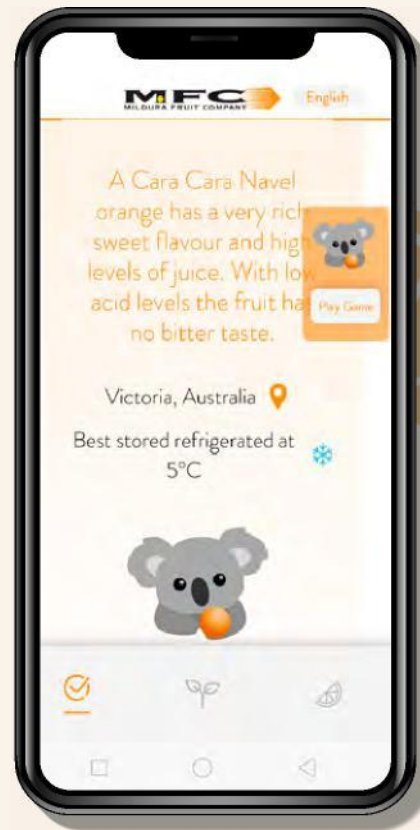 MFC
MILDURA FRUIT COMPANY
English
A Cara Cara Navel
orange has a very rich
sweet flavour and high
levels of juice. With low
acid levels the fruit has
no bitter taste.
Play Game
Victoria, Australia
Best stored refrigerated at
5°C